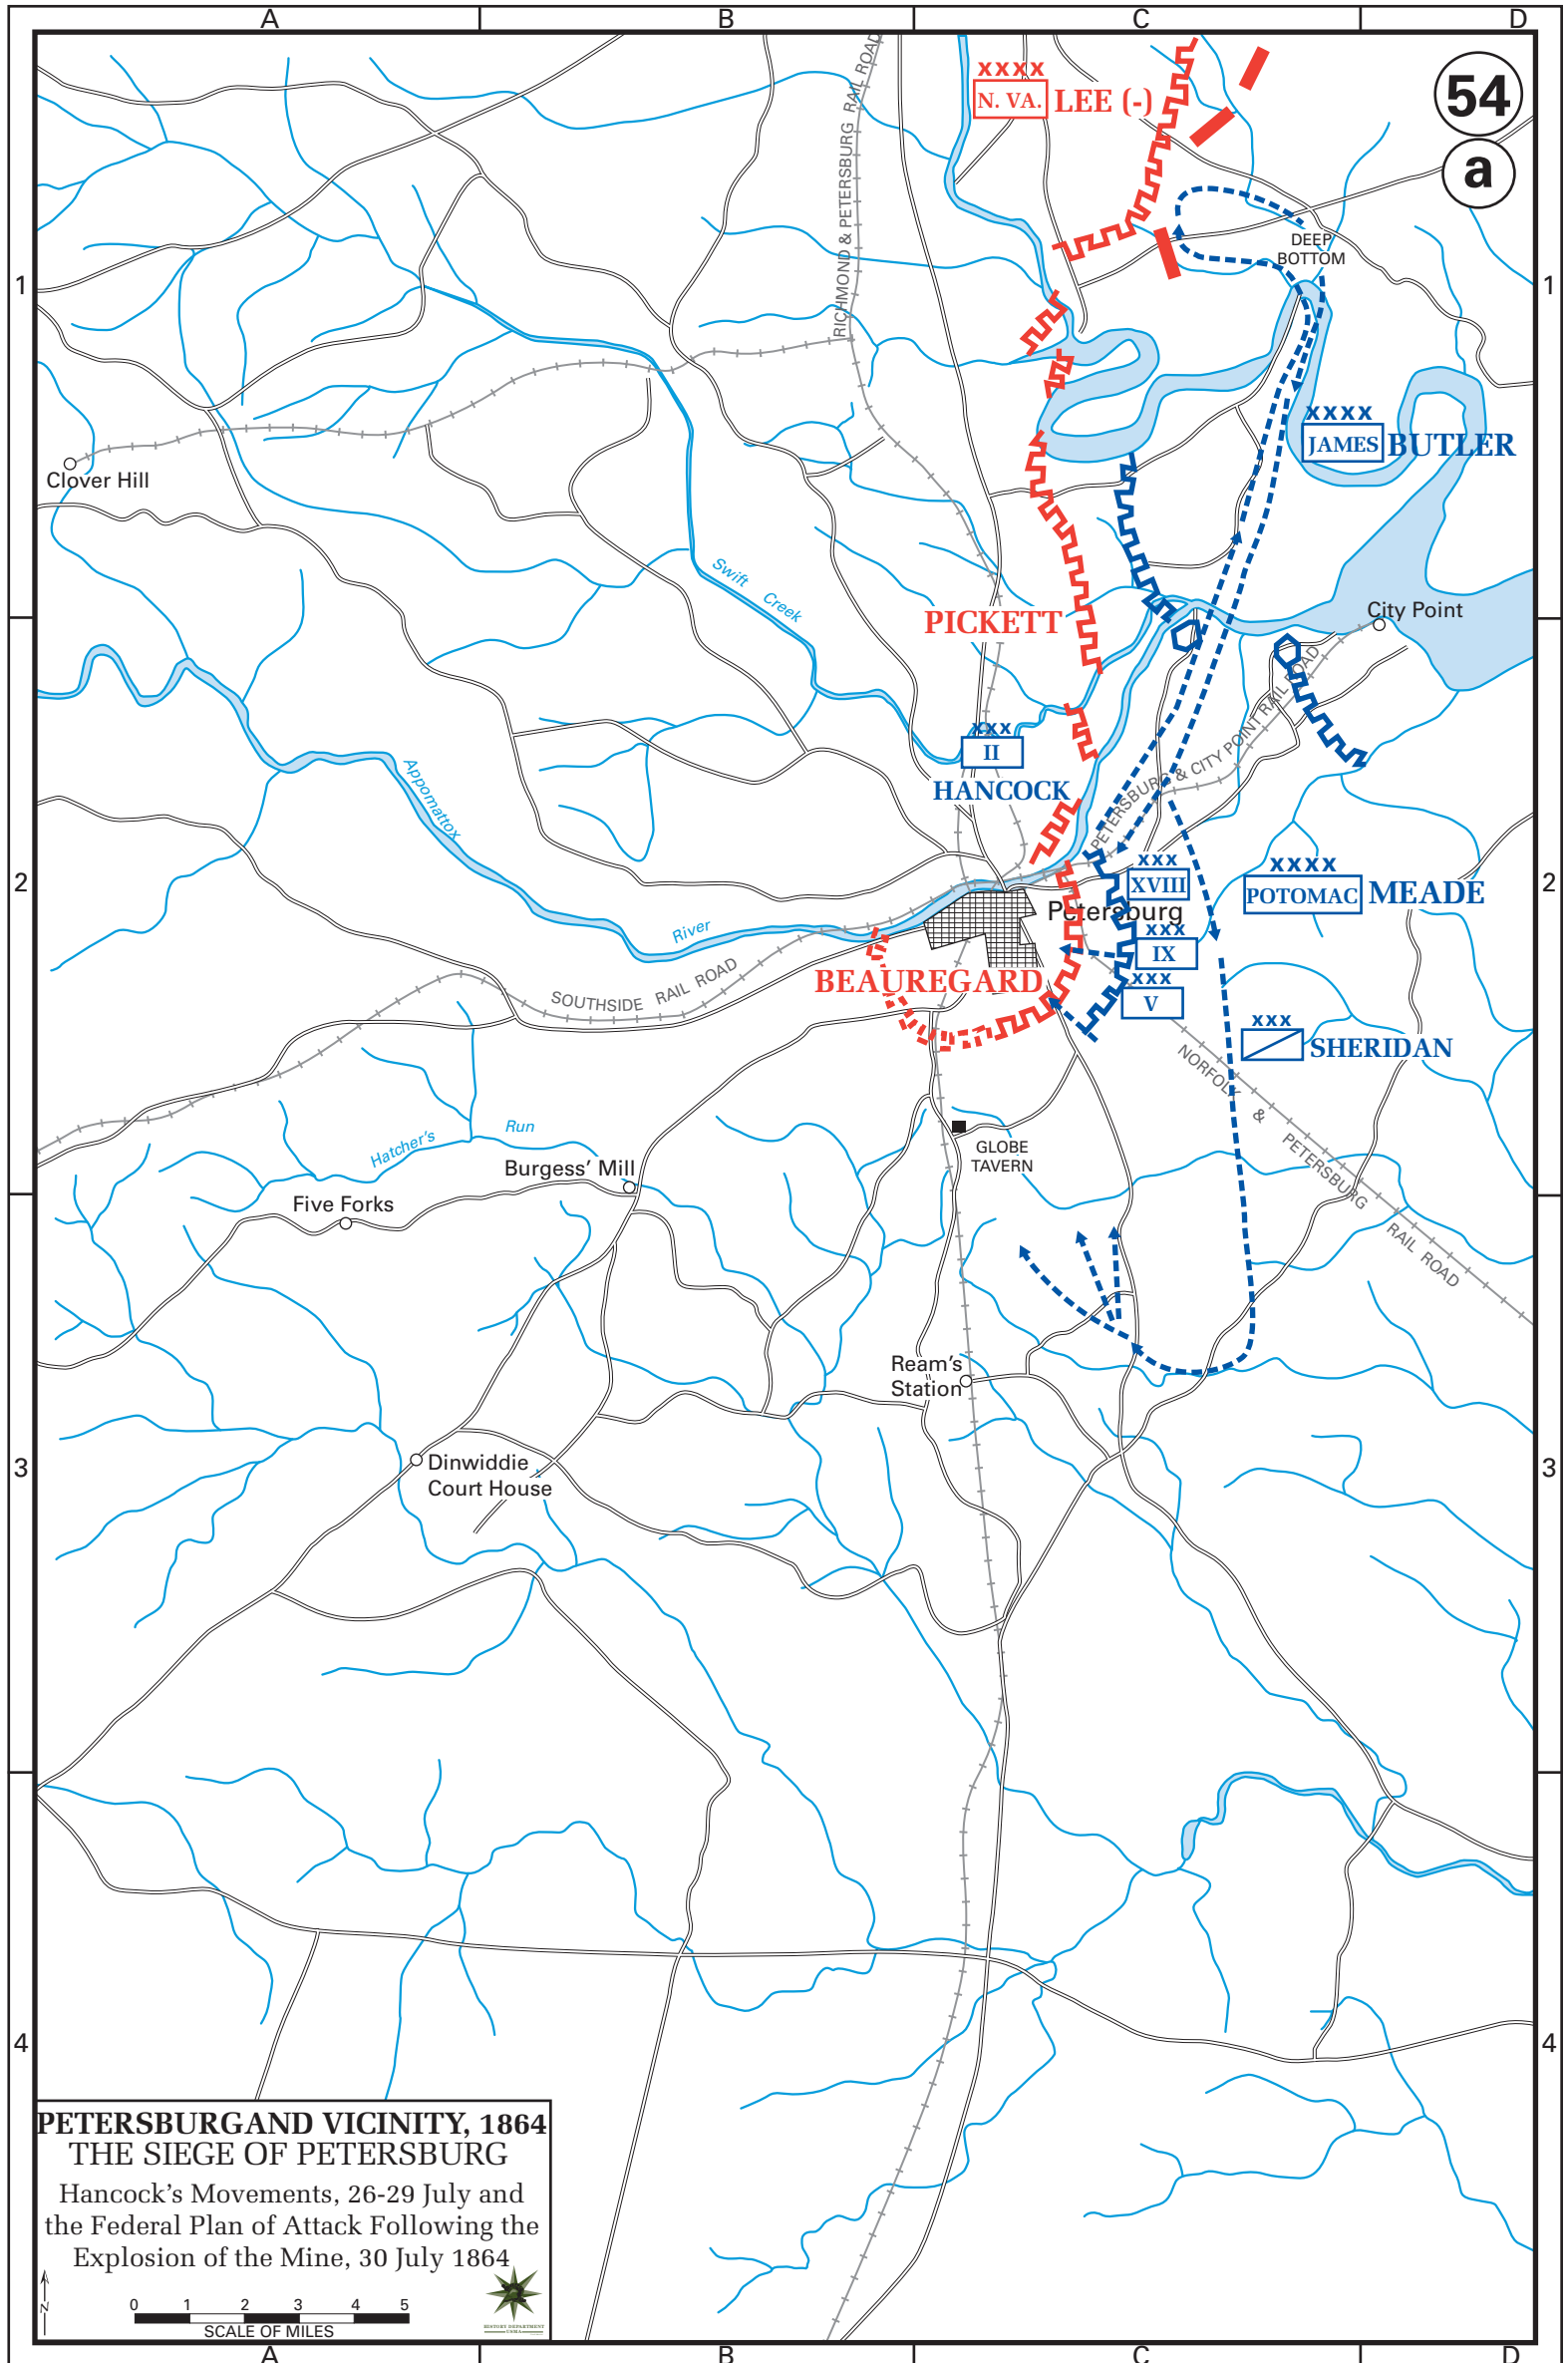 A
B
C
D
54
a
xxxx
N. VA. LEE (-)
RICHMOND & PETERSBURG RAIL ROAD
DEEP
BOTTOM
1
1
xxxx
JAMES BUTLER
Clover Hill
Swift Creek
PICKETT
City Point
xxx
II
HANCOCK
PETERSBURG & CITY POINT RAIL ROAD
Appomattox
River
2
2
xxx
XVIII
xxxx
POTOMAC MEADE
Petersburg
xxx
IX
BEAUREGARD
xxx
V
SOUTHSIDE RAIL ROAD
xxx
SHERIDAN
NORFOLK & PETERSBURG RAIL ROAD
Hatcher's Run
GLOBE
TAVERN
Burgess' Mill
Five Forks
Ream's
Station
3
3
Dinwiddie
Court House
4
4
PETERSBURGAND VICINITY, 1864
THE SIEGE OF PETERSBURG
Hancock's Movements, 26-29 July and
the Federal Plan of Attack Following the
Explosion of the Mine, 30 July 1864
N
0 1 2 3 4 5
SCALE OF MILES
HISTORY DEPARTMENT
USMA
A
B
C
D